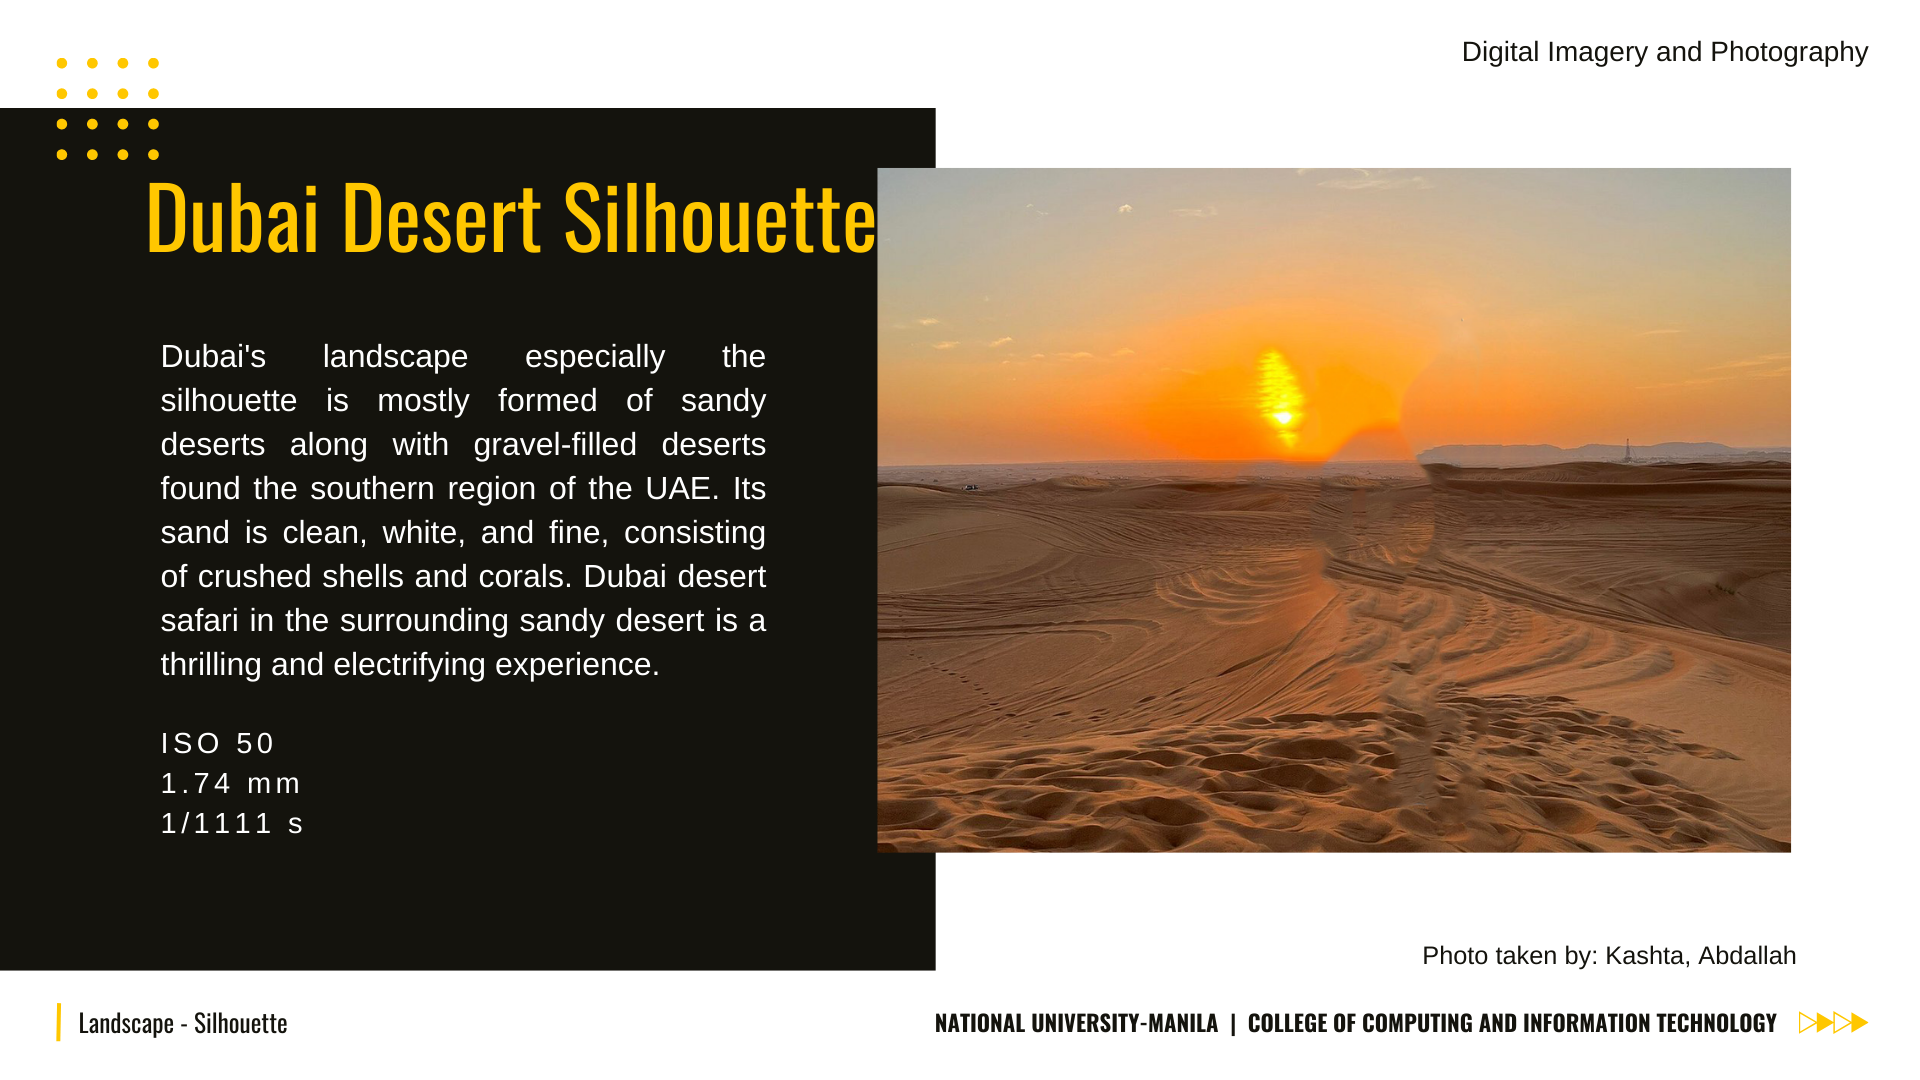 Digital Imagery and Photography
Dubai Desert Silhouette
Dubai's landscape especially the
silhouette is mostly formed of sandy
deserts along with gravel-filled deserts
found the southern region of the UAE. Its
sand is clean, white, and fine, consisting
of crushed shells and corals. Dubai desert
safari in the surrounding sandy desert is a
thrilling and electrifying experience.
ISO 50
1.74 mm
1/1111 s
Photo taken by: Kashta, Abdallah
Landscape - Silhouette
NATIONAL UNIVERSITY-MANILA | COLLEGE OF COMPUTING AND INFORMATION TECHNOLOGY